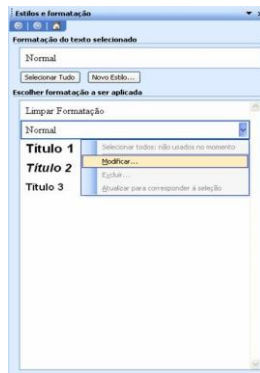 Estilos e formatação
Formatação do texto selecionado
Normal
Selecionar Tudo Novo Estilo...
Escolher formatação a ser aplicada
Limpar Formatação
Normal
Título 1 Selecionar todos: não usados no momento
Título 2 Modificar...
Excluir...
Título 3 Atualizar para corresponder à seleção